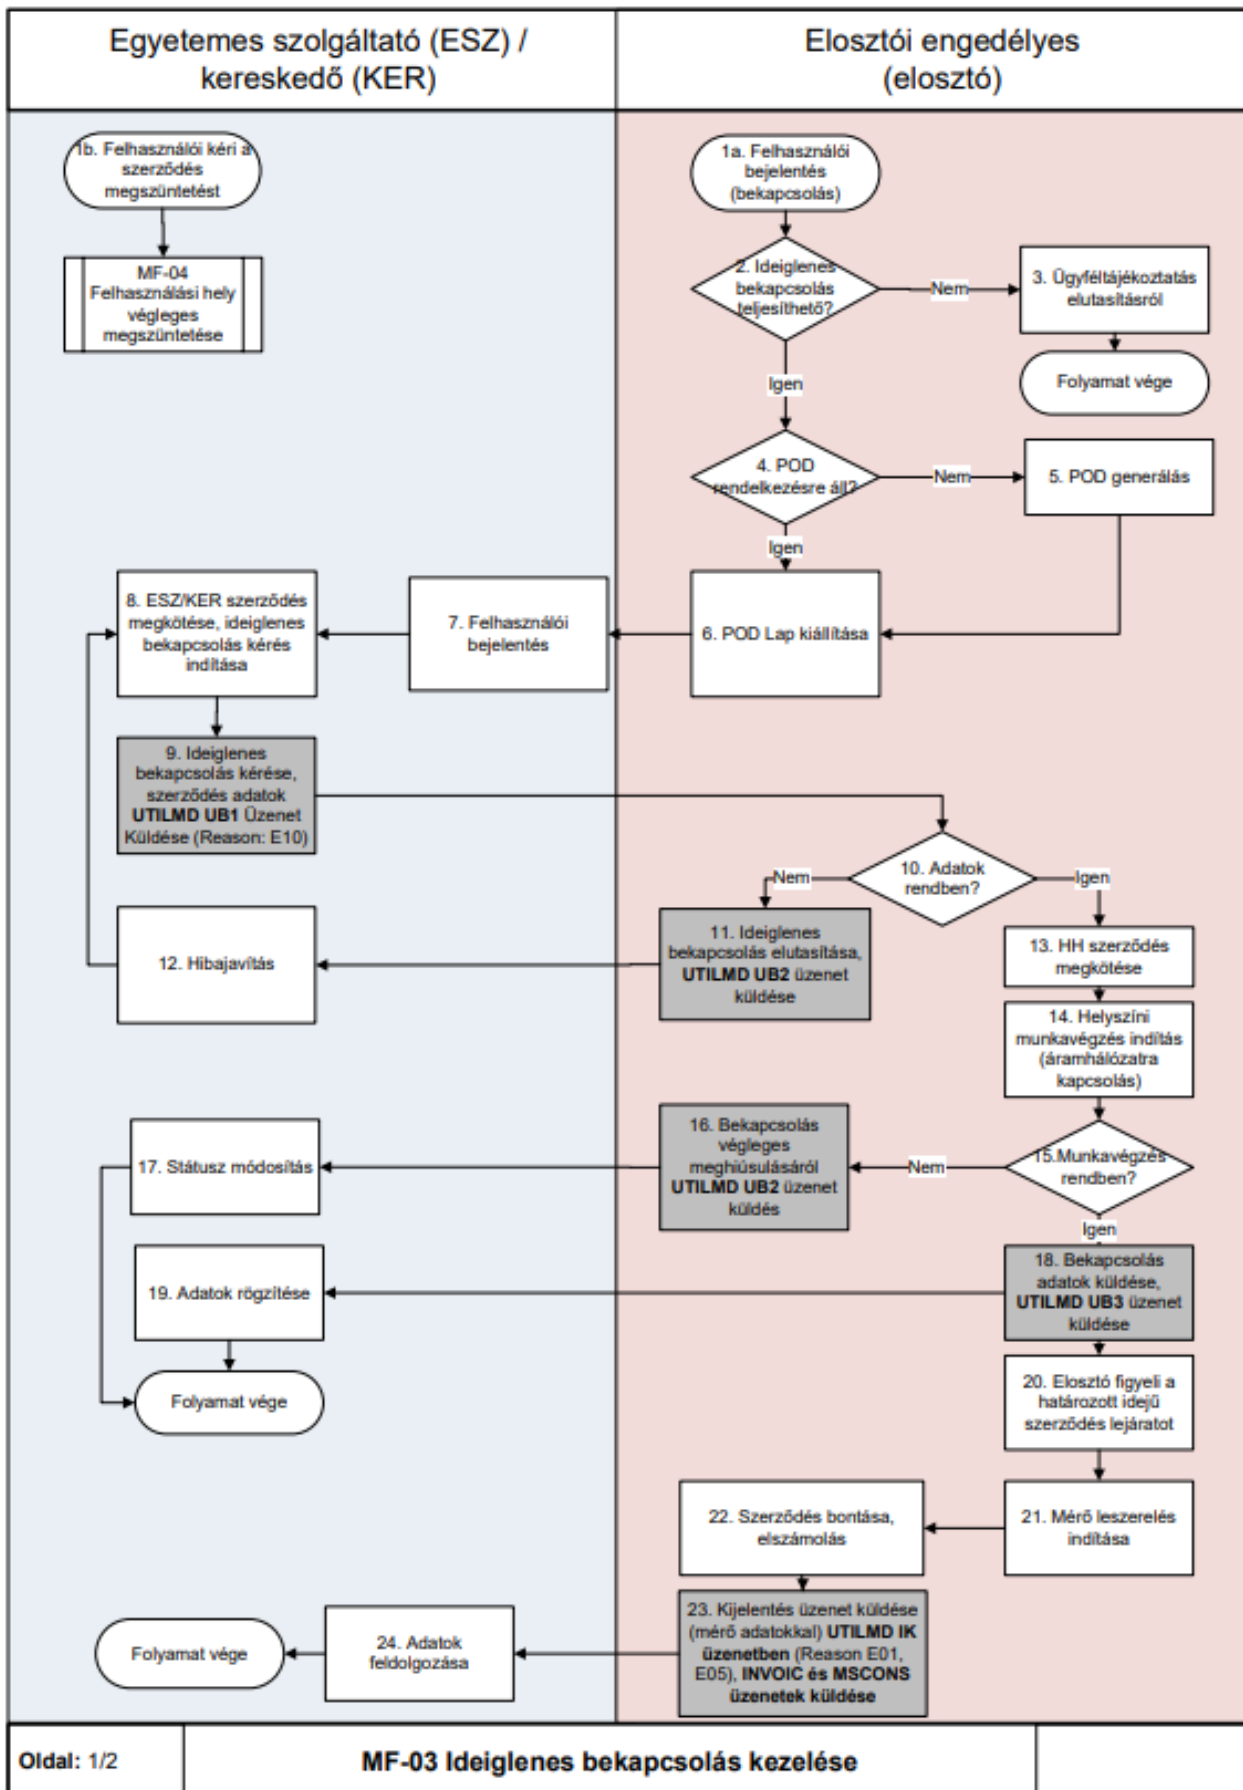 Egyetemes szolgáltató (ESZ) /
kereskedő (KER)
Elosztói engedélyes
(elosztó)
1b. Felhasználói kéri a
szerződés
megszüntetést
1a. Felhasználói
bejelentés
(bekapcsolás)
MF-04
Felhasználási hely
végleges
megszüntetése
2. Ideiglenes
bekapcsolás
teljesíthető?
Nem
3. Ügyféltájékoztatás
elutasításról
Igen
Folyamat vége
4. POD
rendelkezésre áll?
Nem
5. POD generálás
Igen
8. ESZ/KER szerződés
megkötése, ideiglenes
bekapcsolás kérés
indítása
7. Felhasználói
bejelentés
6. POD Lap kiállítása
9. Ideiglenes
bekapcsolás kérése,
szerződés adatok
UTILMD UB1 Üzenet
Küldése (Reason: E10)
10. Adatok
rendben?
Nem
Igen
11. Ideiglenes
bekapcsolás elutasítása,
UTILMD UB2 üzenet
küldése
12. Hibajavítás
13. HH szerződés
megkötése
14. Helyszíni
munkavégzés indítás
(áramhálózatra
kapcsolás)
15.Munkavégzés
rendben?
Nem
16. Bekapcsolás
végleges
meghiúsulásáról
UTILMD UB2 üzenet
küldés
17. Státusz módosítás
Igen
18. Bekapcsolás
adatok küldése,
UTILMD UB3 üzenet
küldése
19. Adatok rögzítése
Folyamat vége
20. Elosztó figyeli a
határozott idejű
szerződés lejáratot
21. Mérő leszerelés
indítása
22. Szerződés bontása,
elszámolás
23. Kijelentés üzenet küldése
(mérő adatokkal) UTILMD IK
üzenetben (Reason E01,
E05), INVOIC és MSCONS
üzenetek küldése
24. Adatok
feldolgozása
Folyamat vége
Oldal: 1/2
MF-03 Ideiglenes bekapcsolás kezelése